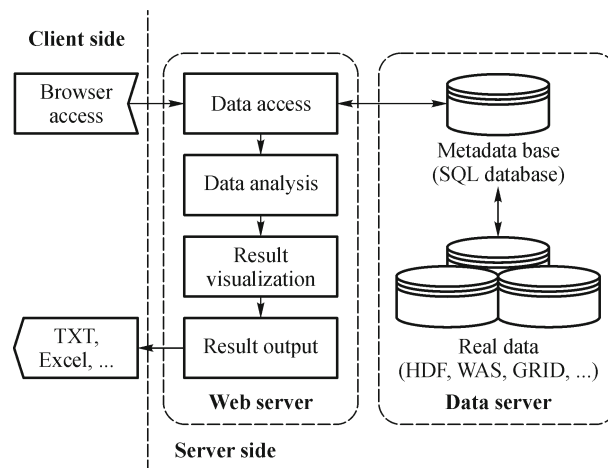 Client side
Browser
access
Data access
Data analysis
Result
visualization
Result output
TXT,
Excel, ...
Web server
Server side
Metadata base
(SQL database)
Real data
(HDF, WAS, GRID, ...)
Data server